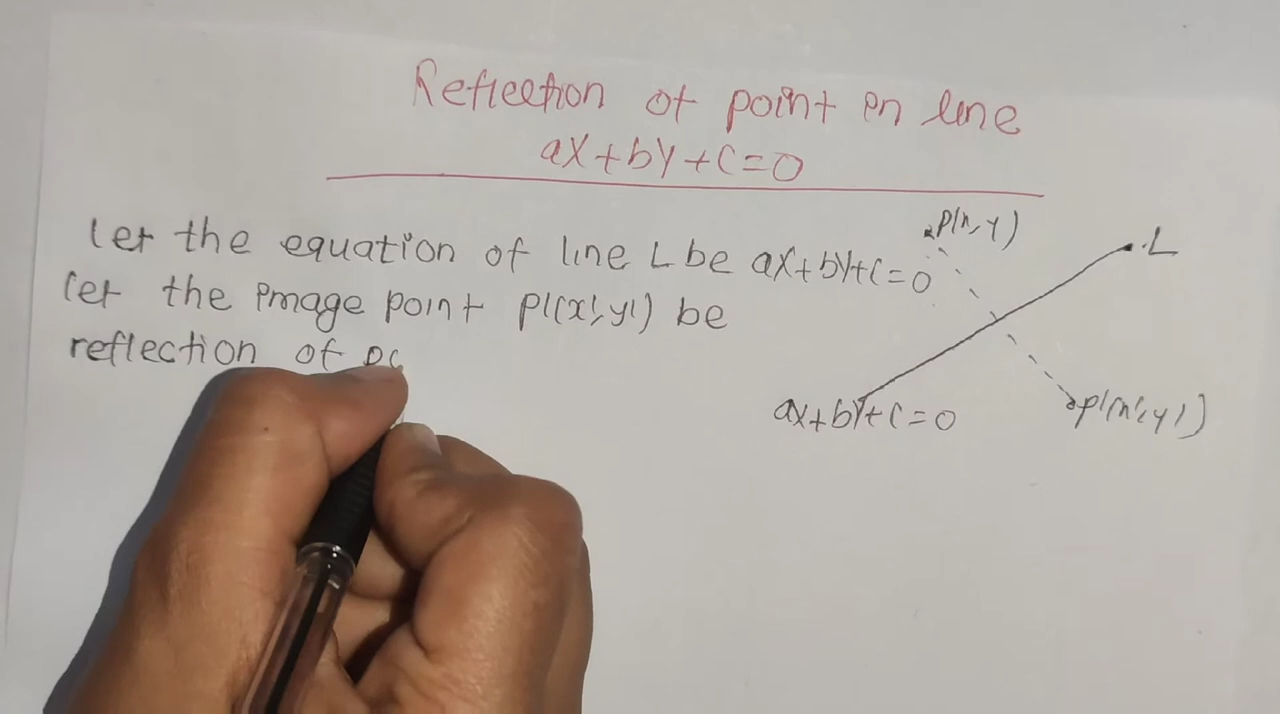 Reflection of point on line
aX+bY+C=0
let the equation of line L be aX+bY+C=0
let the image point P'(x',y') be
reflection of
P(x,y)
L
aX+bY+C=0
P'(x',y')